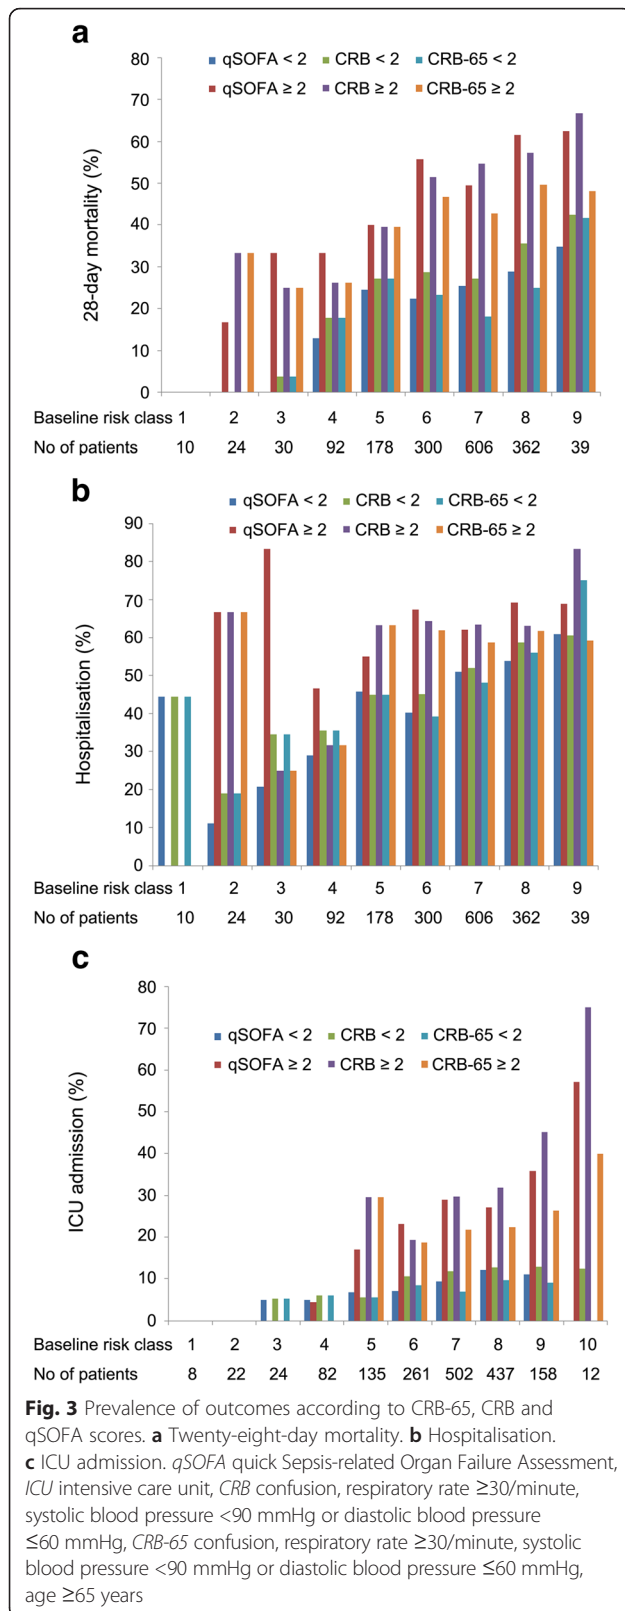 a
qSOFA < 2 CRB < 2 CRB-65 < 2
qSOFA ≥ 2 CRB ≥ 2 CRB-65 ≥ 2
28-day mortality (%)
80
70
60
50
40
30
20
10
0
Baseline risk class 1 2 3 4 5 6 7 8 9
No of patients 10 24 30 92 178 300 606 362 39
b
qSOFA < 2 CRB < 2 CRB-65 < 2
qSOFA ≥ 2 CRB ≥ 2 CRB-65 ≥ 2
Hospitalisation (%)
90
80
70
60
50
40
30
20
10
0
Baseline risk class 1 2 3 4 5 6 7 8 9
No of patients 10 24 30 92 178 300 606 362 39
c
qSOFA < 2 CRB < 2 CRB-65 < 2
qSOFA ≥ 2 CRB ≥ 2 CRB-65 ≥ 2
ICU admission (%)
80
70
60
50
40
30
20
10
0
Baseline risk class 1 2 3 4 5 6 7 8 9 10
No of patients 8 22 24 82 135 261 502 437 158 12
Fig. 3 Prevalence of outcomes according to CRB-65, CRB and
qSOFA scores. a Twenty-eight-day mortality. b Hospitalisation.
c ICU admission. qSOFA quick Sepsis-related Organ Failure Assessment,
ICU intensive care unit, CRB confusion, respiratory rate ≥30/minute,
systolic blood pressure <90 mmHg or diastolic blood pressure
≤60 mmHg, CRB-65 confusion, respiratory rate ≥30/minute, systolic
blood pressure <90 mmHg or diastolic blood pressure ≤60 mmHg,
age ≥65 years